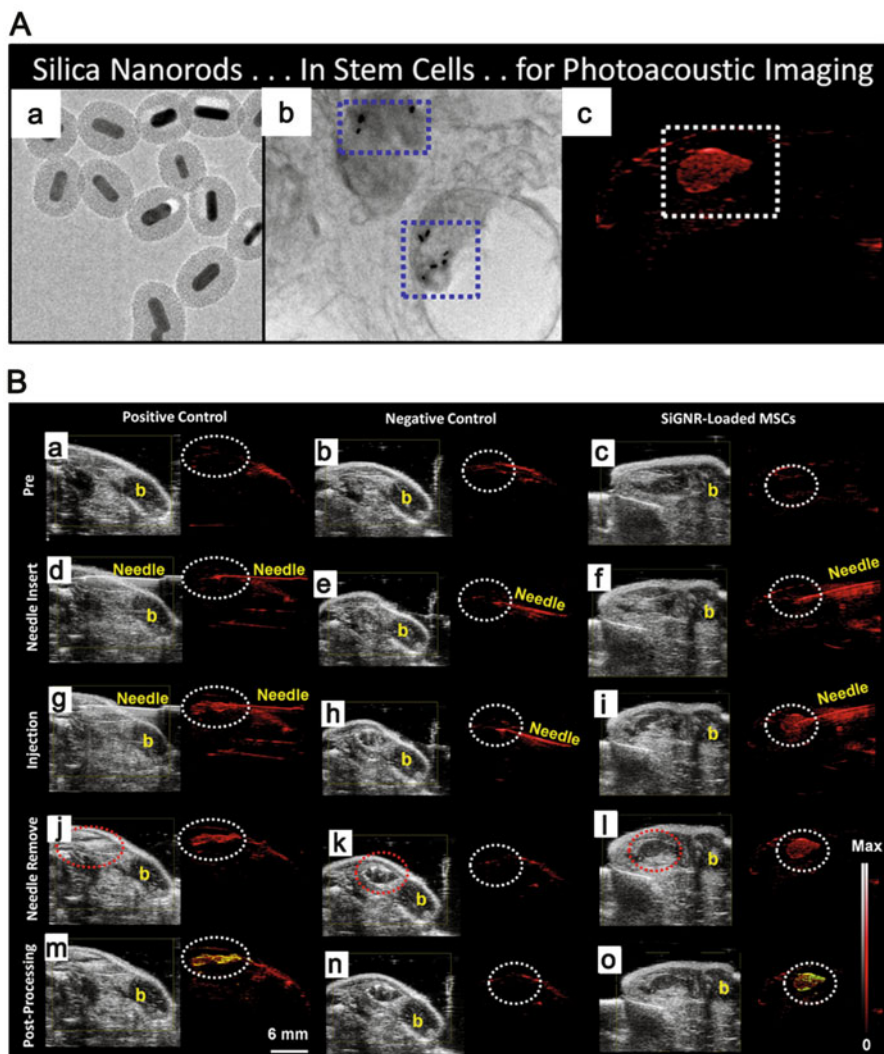 A
Silica Nanorods . . . In Stem Cells . . for Photoacoustic Imaging
a b c
B
Positive Control Negative Control SiGNR-Loaded MSCs
Pre a b b b c b
Needle Insert d Needle Needle b e Needle b f Needle b
Injection g Needle Needle b h Needle b i Needle b
Needle Remove j b k b l b Max
Post-Processing m b n b o b
6 mm 0